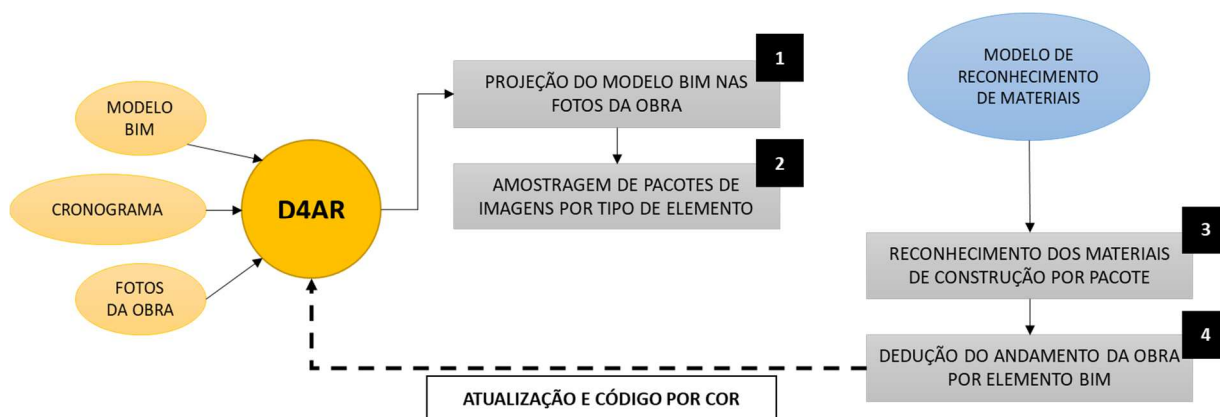 MODELO
BIM
CRONOGRAMA
FOTOS
DA OBRA
D4AR
1
PROJEÇÃO DO MODELO BIM NAS
FOTOS DA OBRA
2
AMOSTRAGEM DE PACOTES DE
IMAGENS POR TIPO DE ELEMENTO
MODELO DE
RECONHECIMENTO
DE MATERIAIS
3
RECONHECIMENTO DOS MATERIAIS
DE CONSTRUÇÃO POR PACOTE
4
DEDUÇÃO DO ANDAMENTO DA OBRA
POR ELEMENTO BIM
ATUALIZAÇÃO E CÓDIGO POR COR